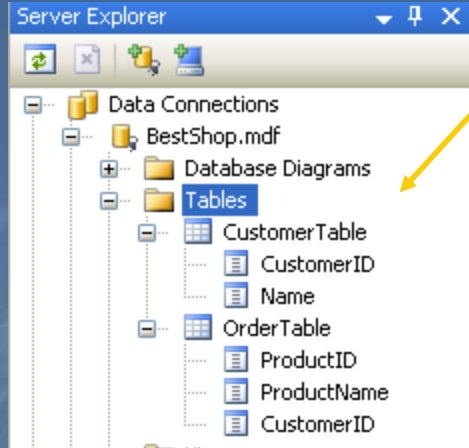 Server Explorer
Data Connections
BestShop.mdf
Database Diagrams
Tables
CustomerTable
CustomerID
Name
OrderTable
ProductID
ProductName
CustomerID